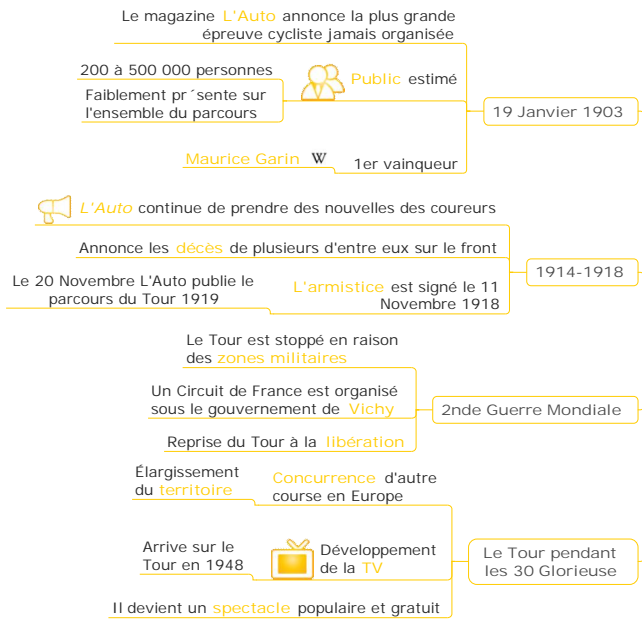 Le magazine L'Auto annonce la plus grande
épreuve cycliste jamais organisée
200 à 500 000 personnes
Faiblement pr´sente sur
l'ensemble du parcours
Public estimé
19 Janvier 1903
Maurice Garin W
1er vainqueur
L'Auto continue de prendre des nouvelles des coureurs
Annonce les décès de plusieurs d'entre eux sur le front
1914-1918
Le 20 Novembre L'Auto publie le
parcours du Tour 1919
L'armistice est signé le 11
Novembre 1918
Le Tour est stoppé en raison
des zones militaires
Un Circuit de France est organisé
sous le gouvernement de Vichy
2nde Guerre Mondiale
Reprise du Tour à la libération
Élargissement
du territoire
Concurrence d'autre
course en Europe
Arrive sur le
Tour en 1948
Développement
de la TV
Le Tour pendant
les 30 Glorieuse
Il devient un spectacle populaire et gratuit